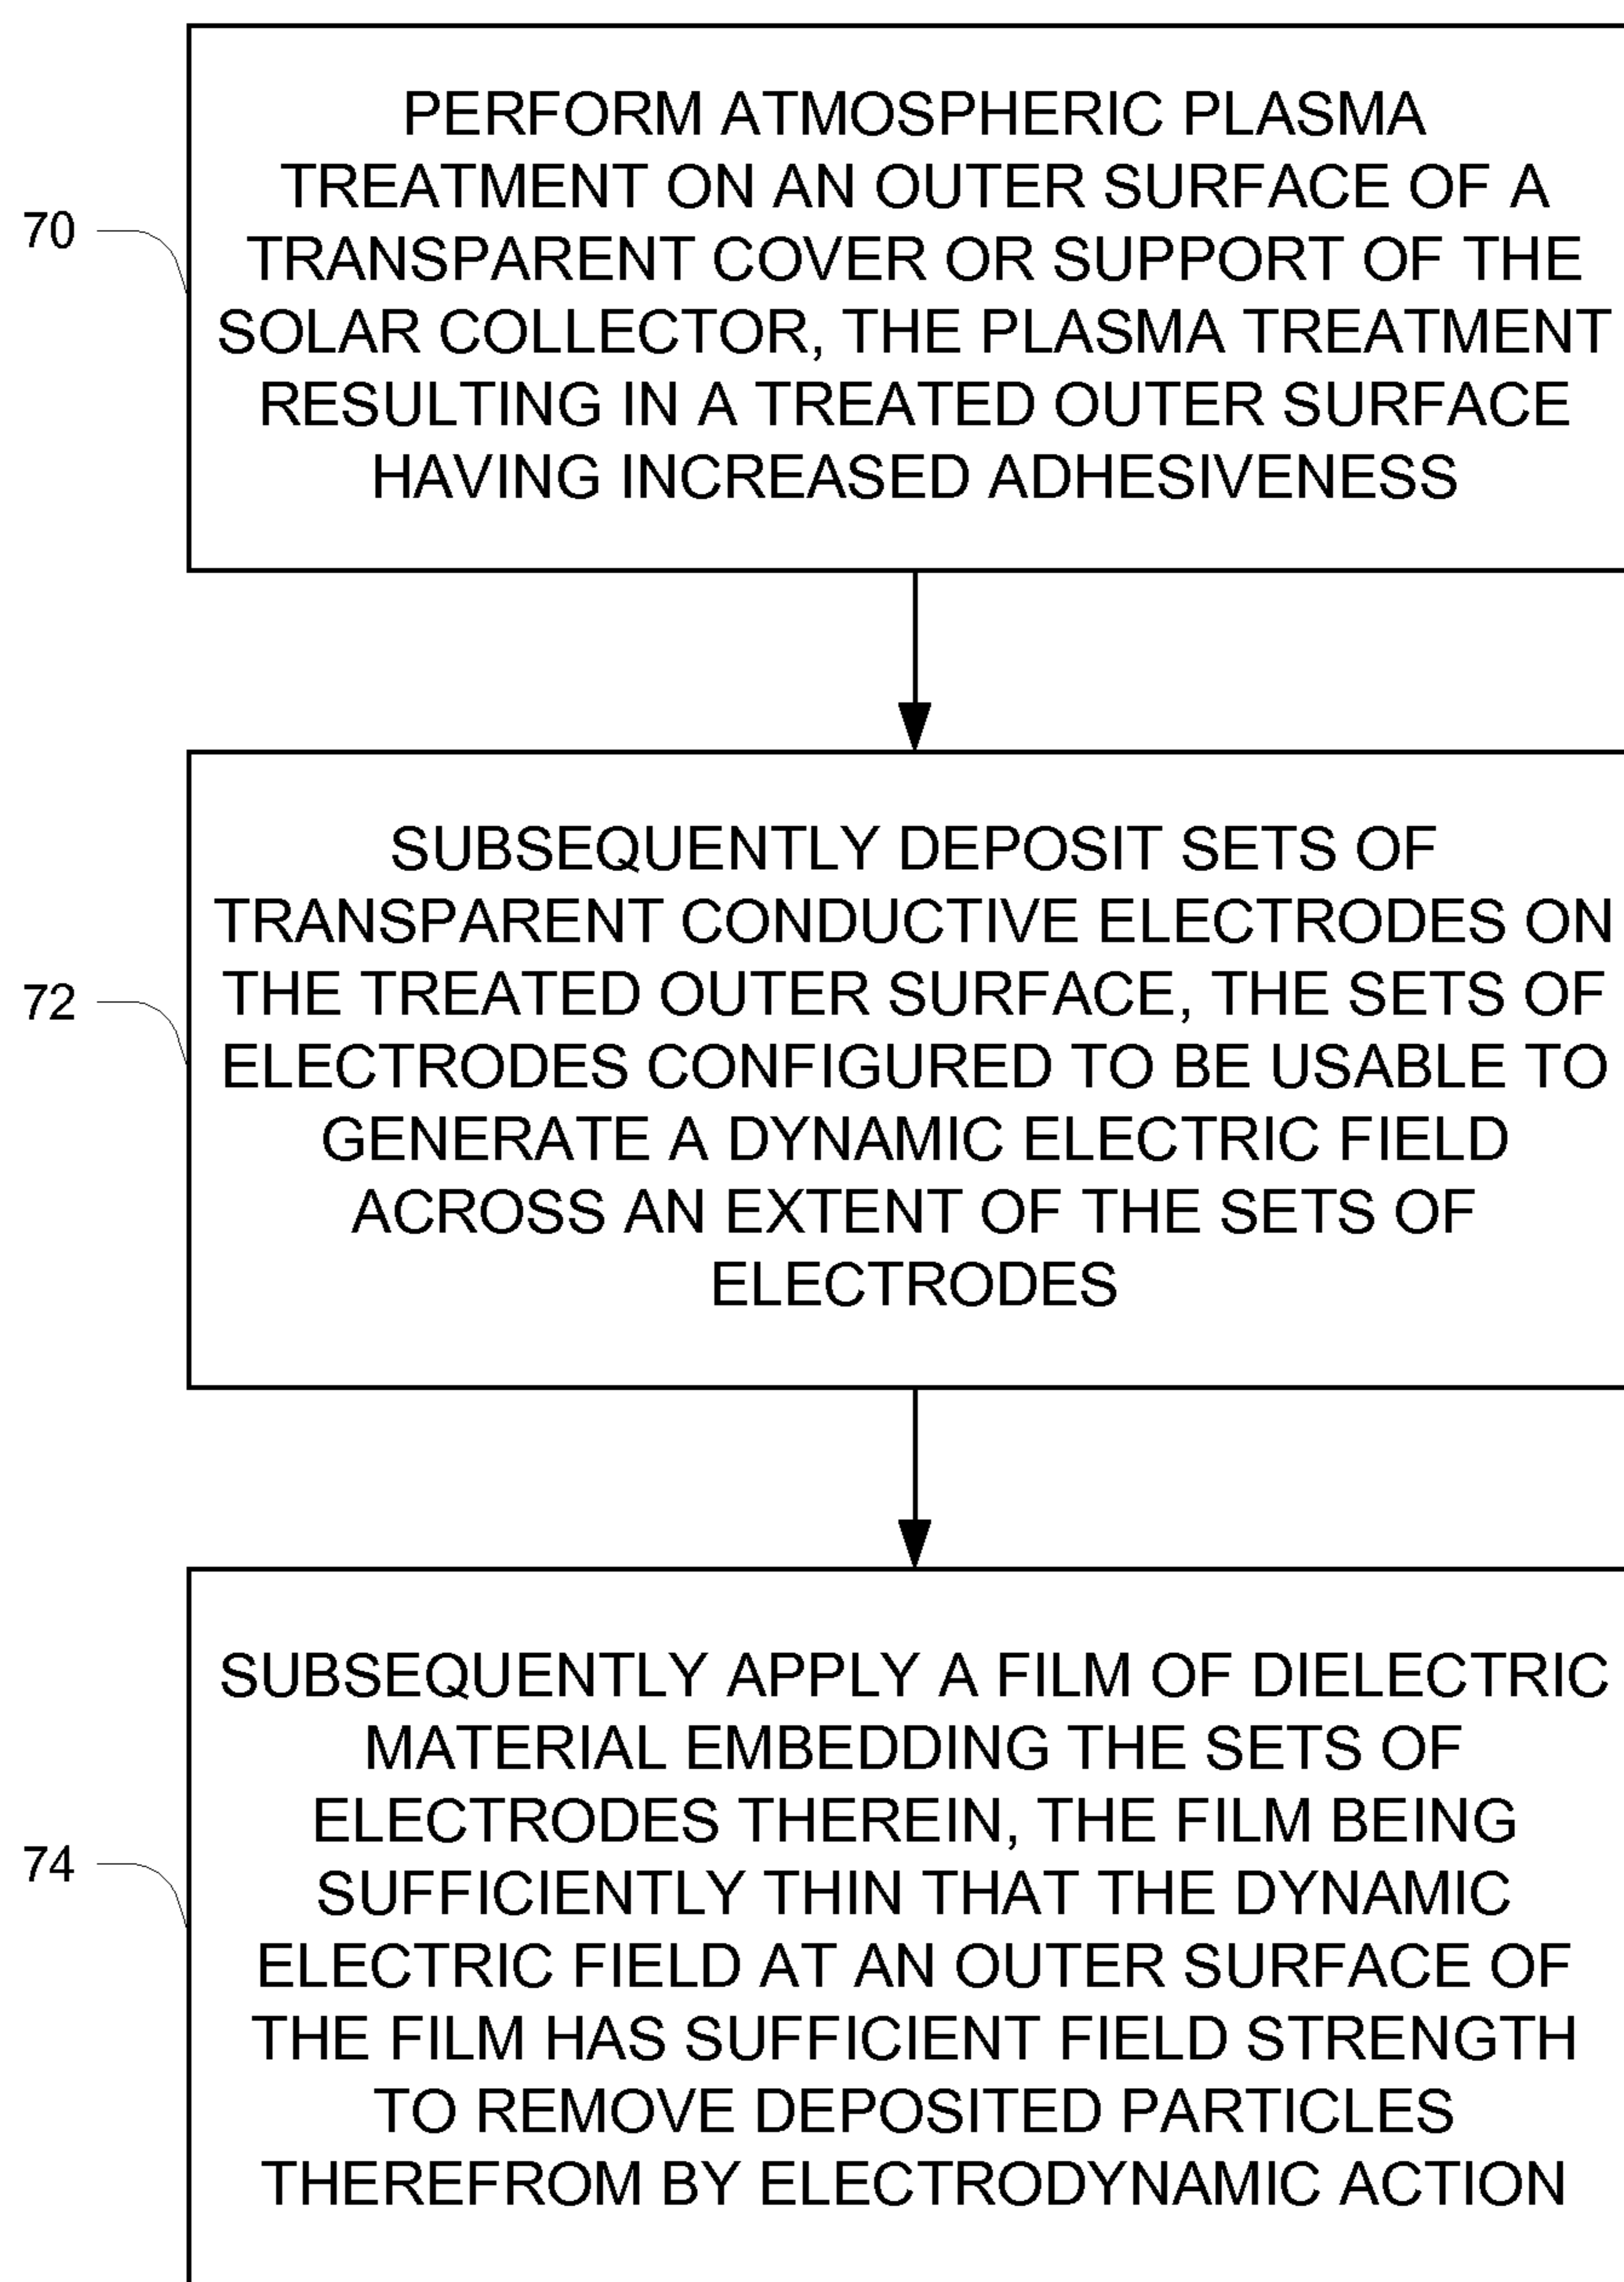 PERFORM ATMOSPHERIC PLASMA
TREATMENT ON AN OUTER SURFACE OF A
TRANSPARENT COVER OR SUPPORT OF THE
SOLAR COLLECTOR, THE PLASMA TREATMENT
RESULTING IN A TREATED OUTER SURFACE
HAVING INCREASED ADHESIVENESS
70
SUBSEQUENTLY DEPOSIT SETS OF
TRANSPARENT CONDUCTIVE ELECTRODES ON
THE TREATED OUTER SURFACE, THE SETS OF
ELECTRODES CONFIGURED TO BE USABLE TO
GENERATE A DYNAMIC ELECTRIC FIELD
ACROSS AN EXTENT OF THE SETS OF
ELECTRODES
72
SUBSEQUENTLY APPLY A FILM OF DIELECTRIC
MATERIAL EMBEDDING THE SETS OF
ELECTRODES THEREIN, THE FILM BEING
SUFFICIENTLY THIN THAT THE DYNAMIC
ELECTRIC FIELD AT AN OUTER SURFACE OF
THE FILM HAS SUFFICIENT FIELD STRENGTH
TO REMOVE DEPOSITED PARTICLES
THEREFROM BY ELECTRODYNAMIC ACTION
74